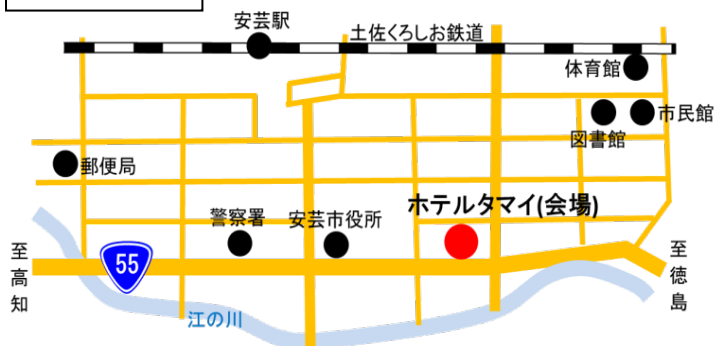 安芸駅
土佐くろしお鉄道
体育館
市民館
図書館
郵便局
ホテルタマイ(会場)
警察署
安芸市役所
至高知
55
至徳島
江の川